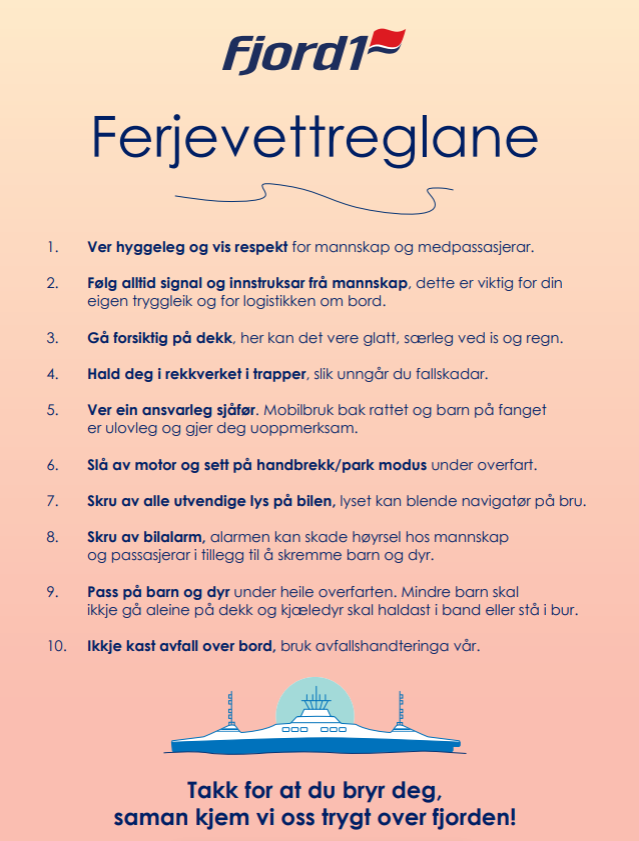 Fjord1
Ferjevettreglane
1. Ver hyggeleg og vis respekt for mannskap og medpassasjerar.
2. Følg alltid signal og innstruksar frå mannskap, dette er viktig for din
eigen tryggleik og for logistikken om bord.
3. Gå forsiktig på dekk, her kan det vere glatt, særleg ved is og regn.
4. Hald deg i rekkverket i trapper, slik unngår du fallskadar.
5. Ver ein ansvarleg sjåfør. Mobilbruk bak rattet og barn på fanget
er ulovleg og gjer deg uoppmerksam.
6. Slå av motor og sett på handbrekk/park modus under overfart.
7. Skru av alle utvendige lys på bilen, lyset kan blende navigatør på bru.
8. Skru av bilalarm, alarmen kan skade høyrsel hos mannskap
og passasjerar i tillegg til å skremme barn og dyr.
9. Pass på barn og dyr under heile overfarten. Mindre barn skal
ikkje gå aleine på dekk og kjæledyr skal haldast i band eller stå i bur.
10. Ikkje kast avfall over bord, bruk avfallshandteringa vår.
Takk for at du bryr deg,
saman kjem vi oss trygt over fjorden!